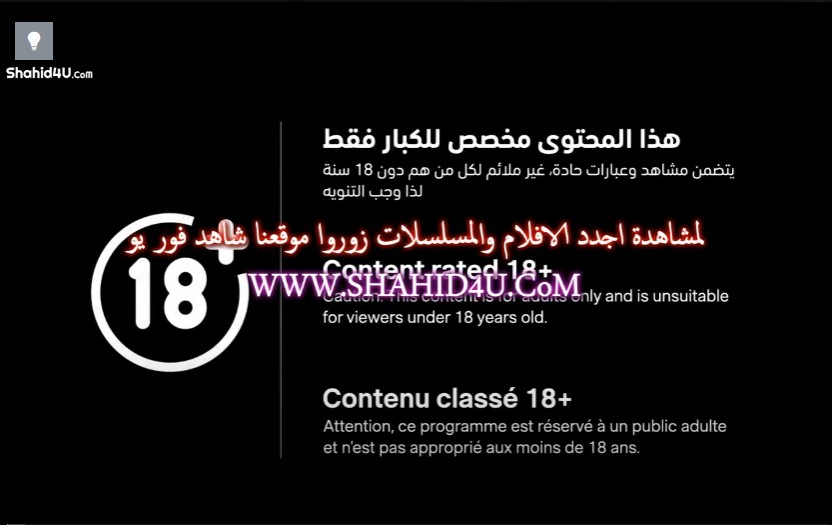 Shahid4U.com
هذا المحتوى مخصص للكبار فقط
يتضمن مشاهد وعبارات حادة، غير ملائم لكل من هم دون 18 سنة
لذا وجب التنويه
18+
لمشاهدة اجدد الافلام والمسلسلات زوروا موقعنا شاهد فور يو
Content rated 18+
WWW.SHAHID4U.CoM
Caution: This content is for adults only and is unsuitable
for viewers under 18 years old.
Contenu classé 18+
Attention, ce programme est réservé à un public adulte
et n'est pas approprié aux moins de 18 ans.